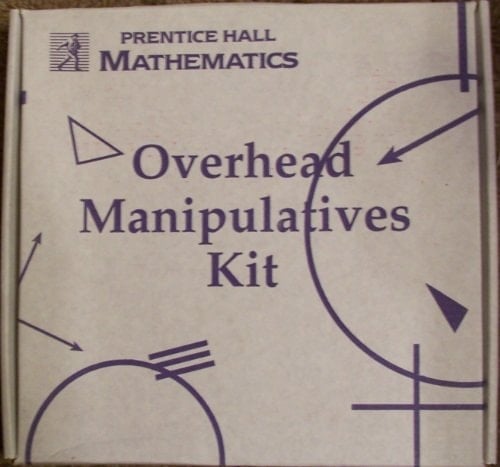 PRENTICE HALL
MATHEMATICS
Overhead
Manipulatives
Kit